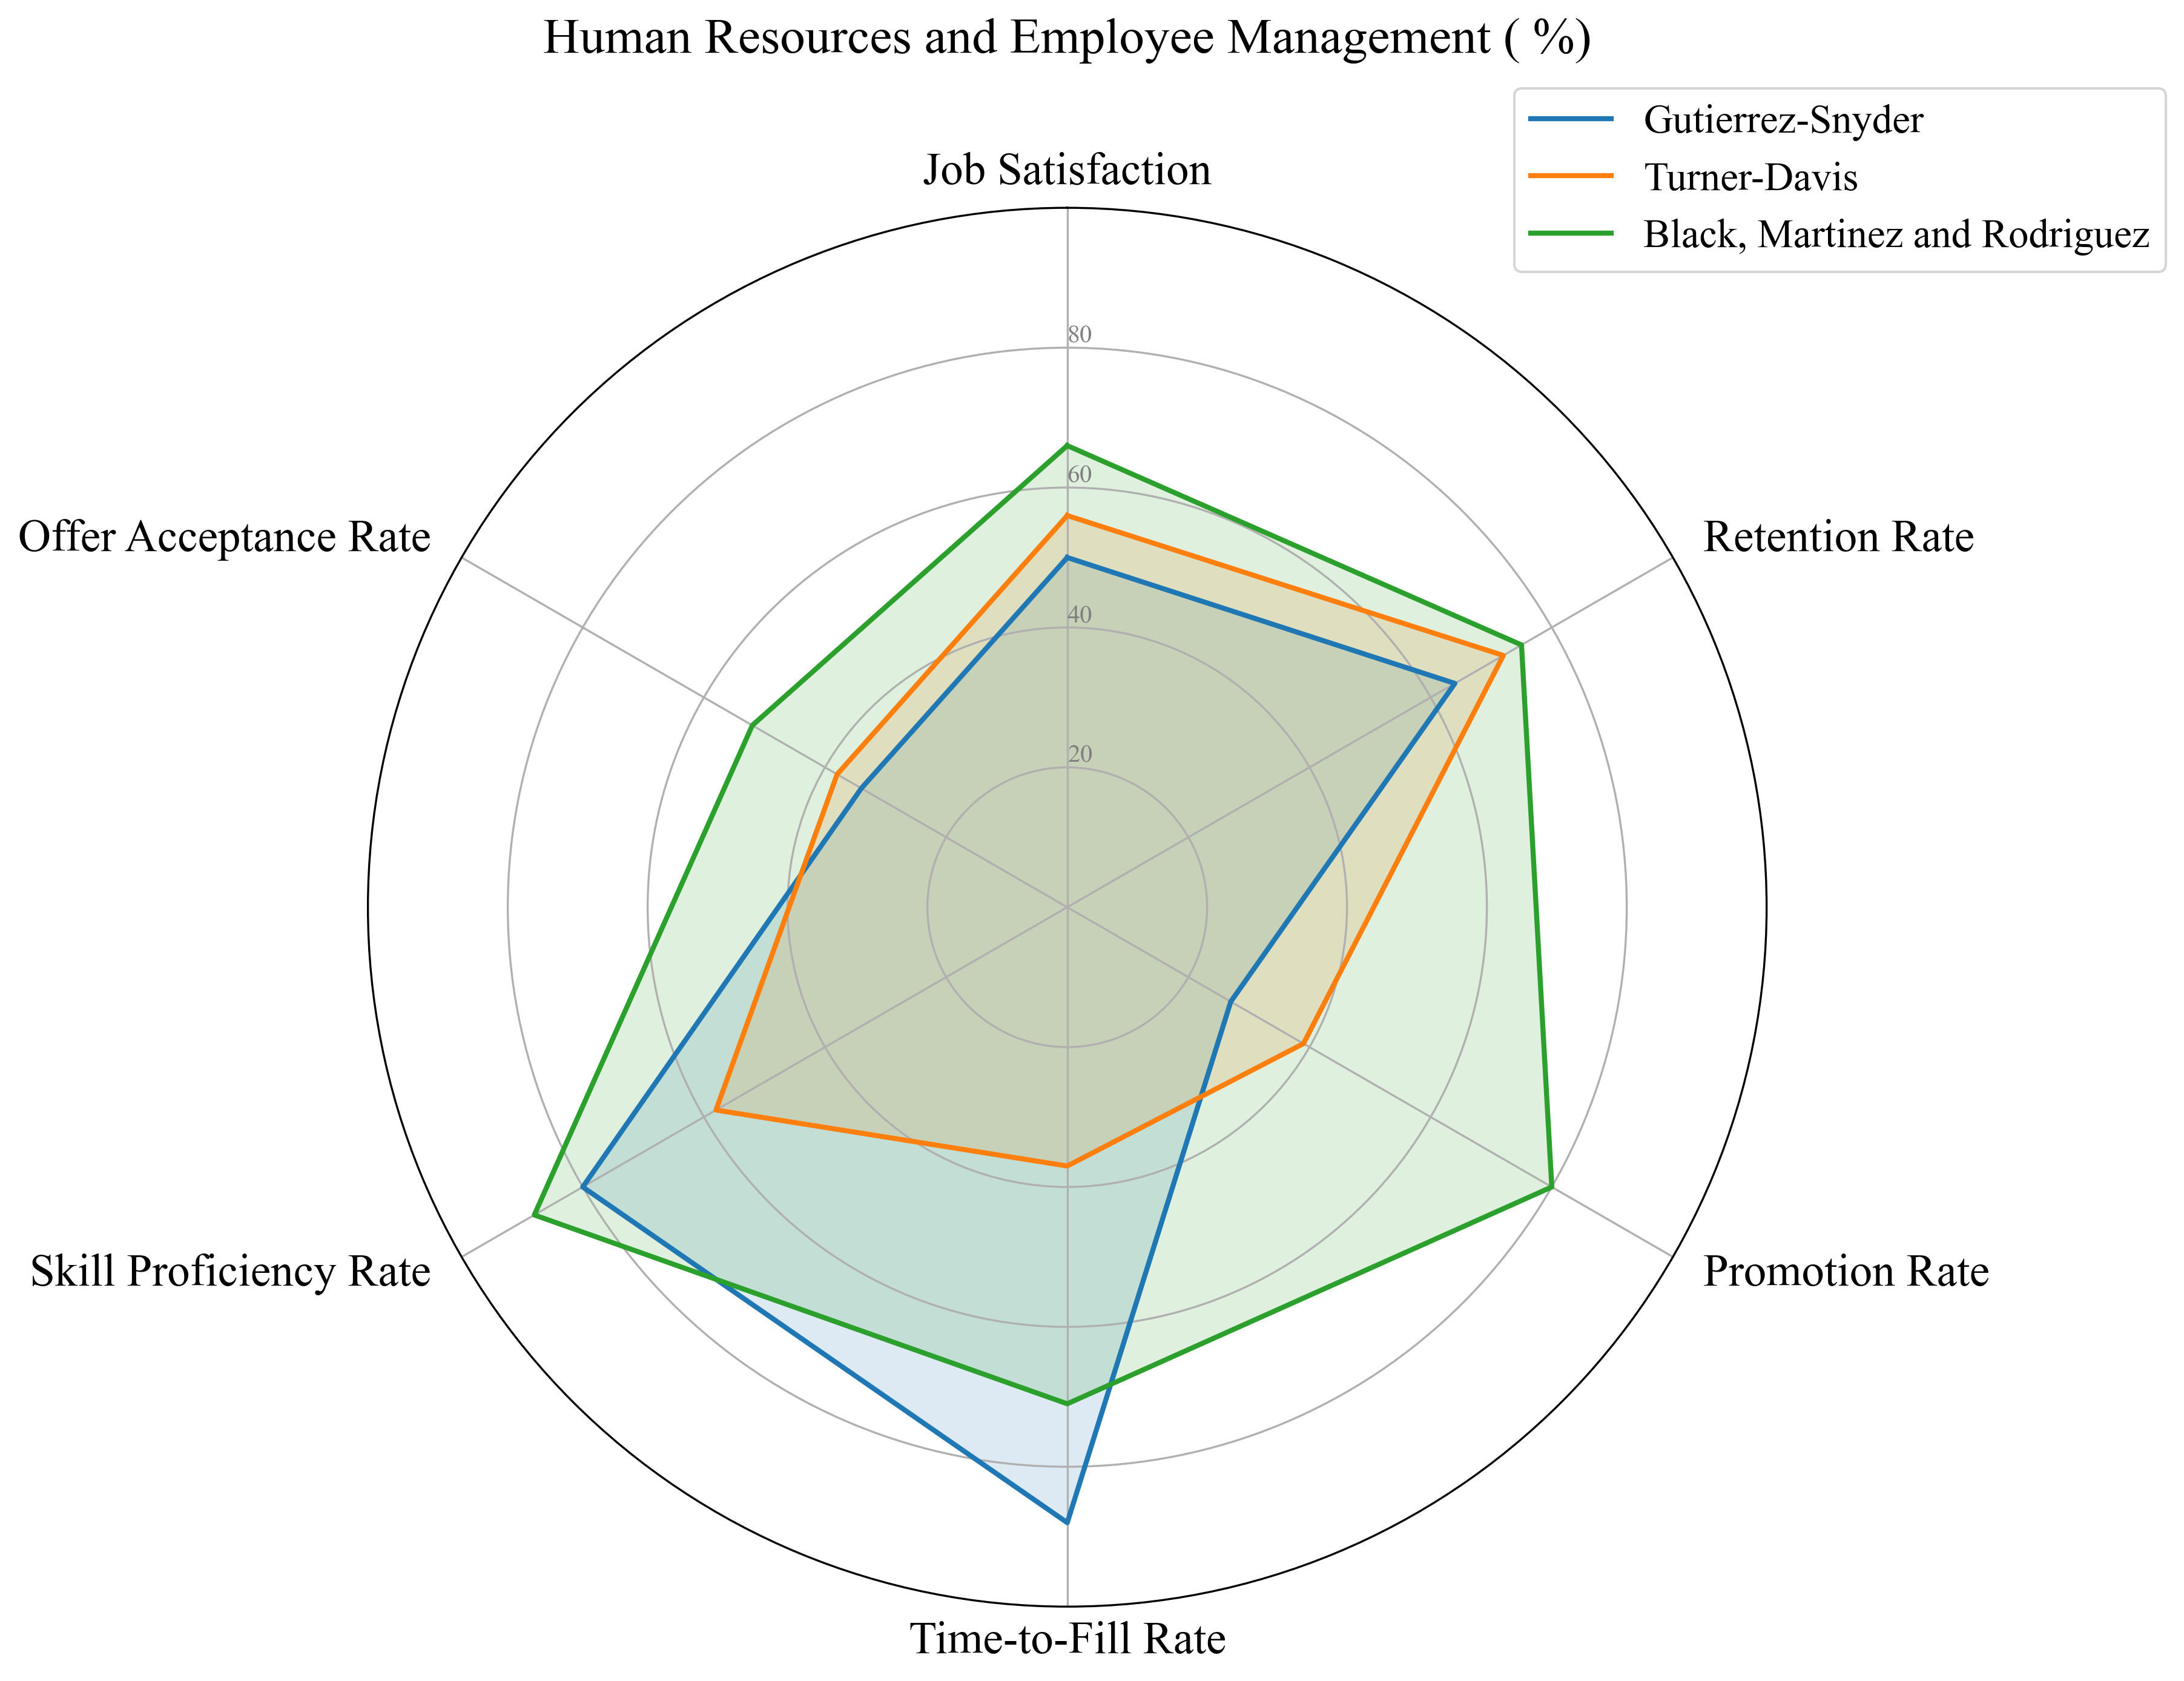 Human Resources and Employee Management ( %)
Gutierrez-Snyder
Turner-Davis
Black, Martinez and Rodriguez
Job Satisfaction
Retention Rate
Promotion Rate
Time-to-Fill Rate
Skill Proficiency Rate
Offer Acceptance Rate
80
60
40
20